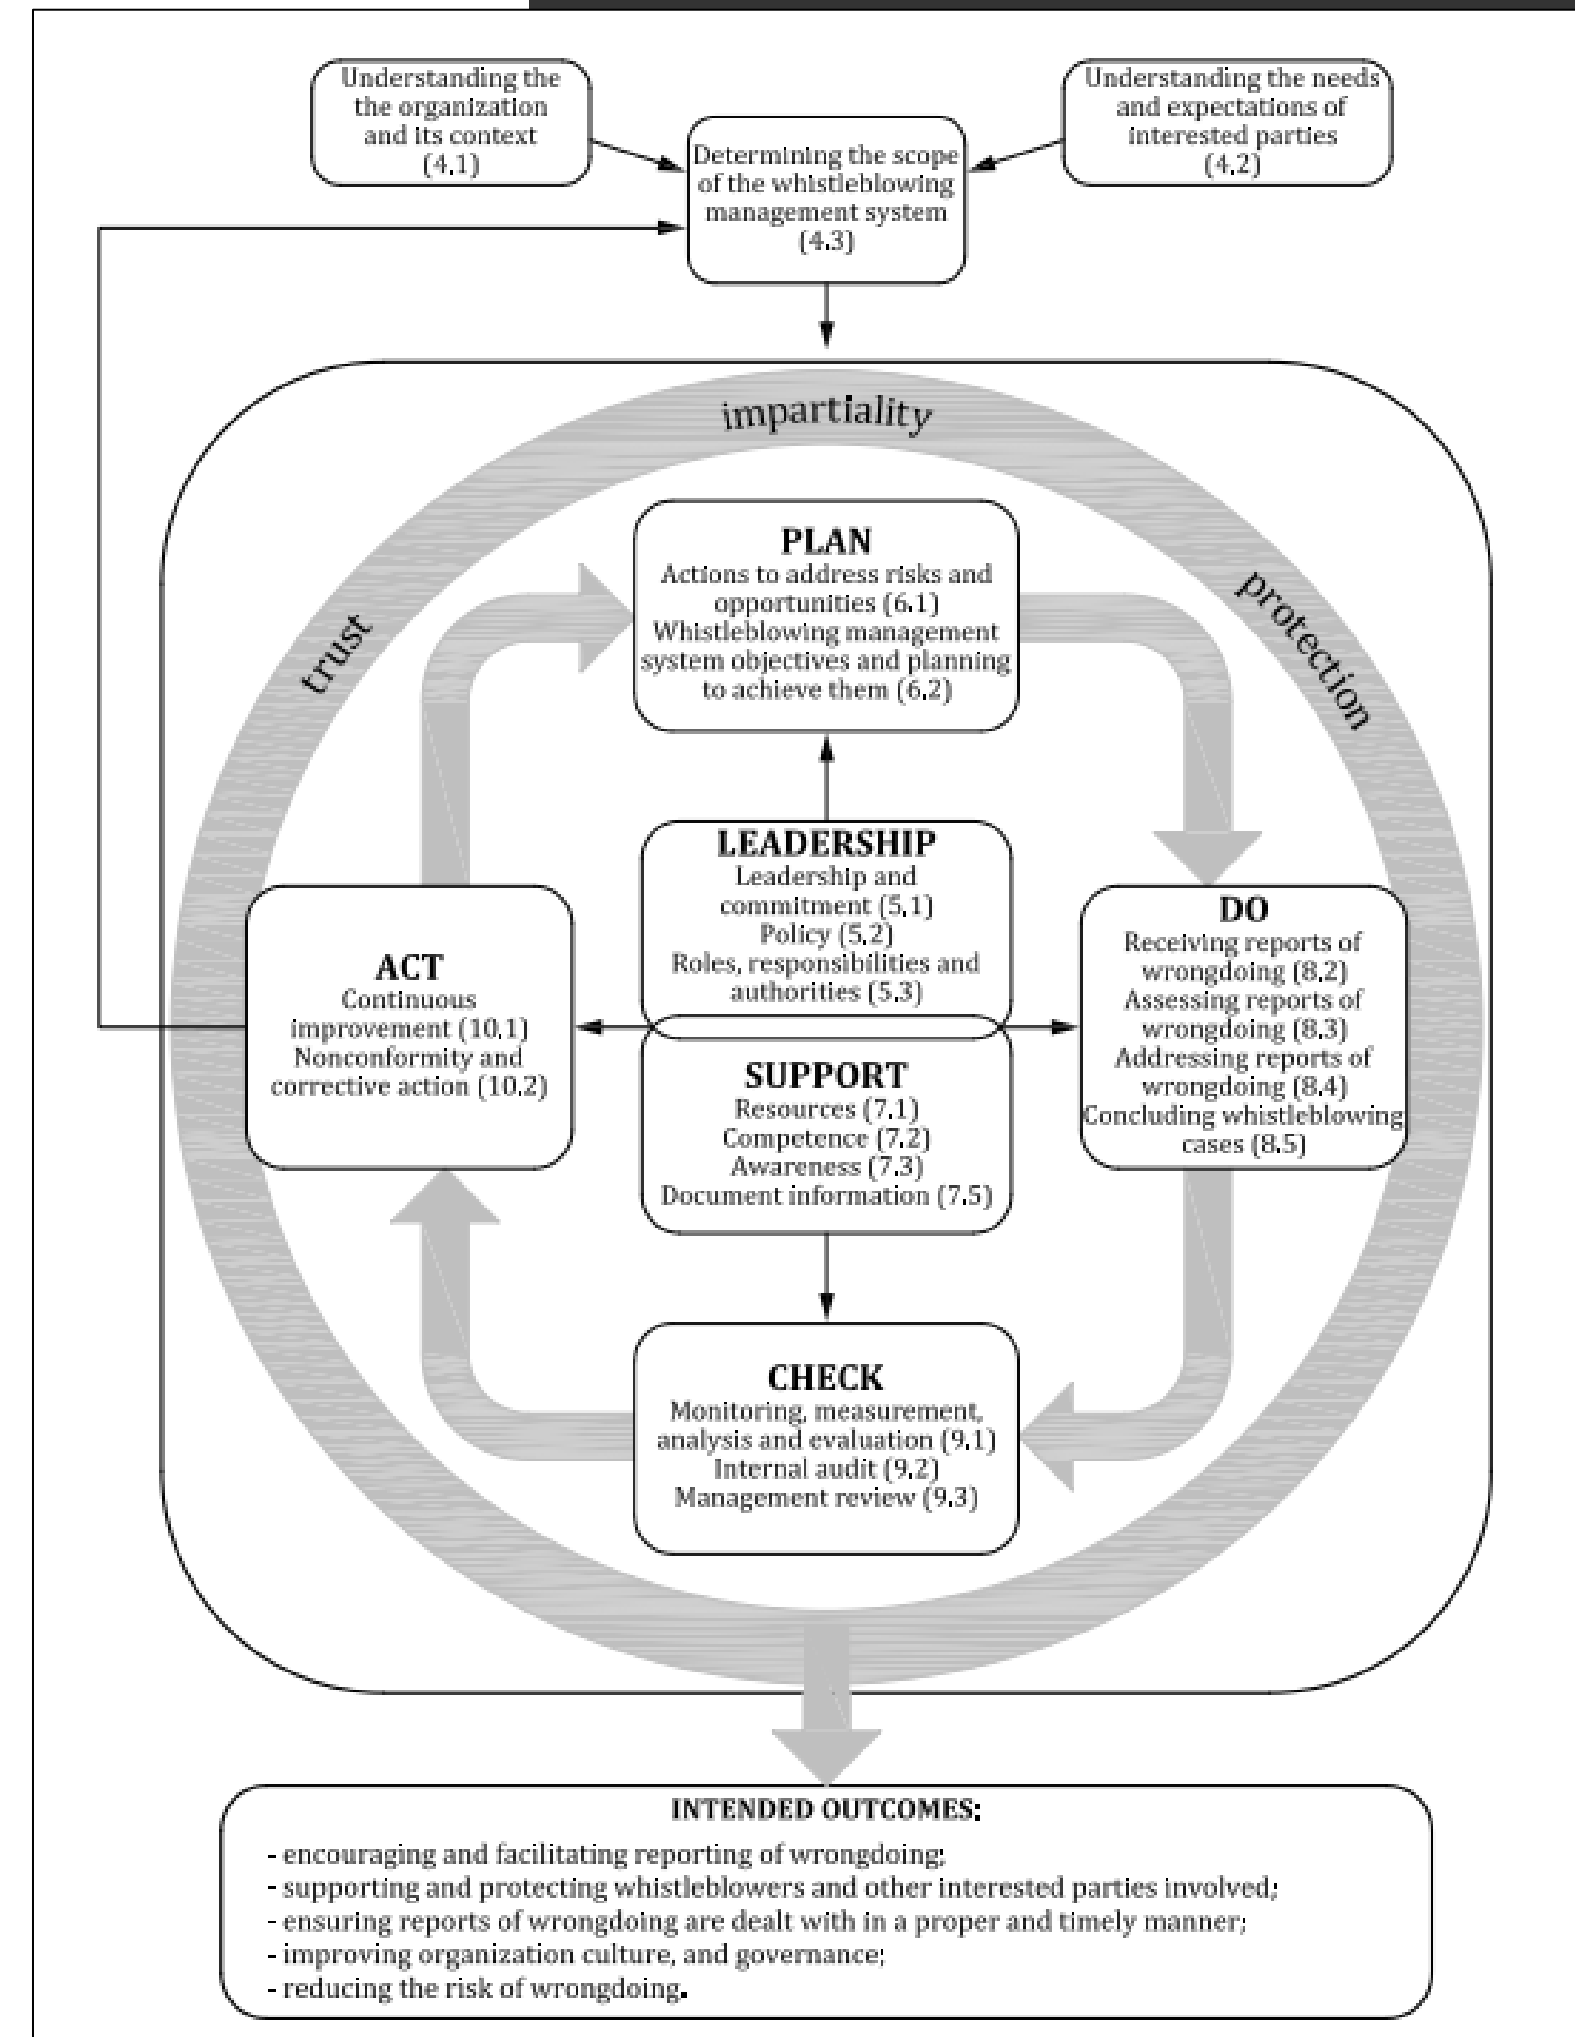 Understanding the
the organization
and its context
(4.1)
Understanding the needs
and expectations of
interested parties
(4.2)
Determining the scope
of the whistleblowing
management system
(4.3)
impartiality
trust
protection
PLAN
Actions to address risks and
opportunities (6.1)
Whistleblowing management
system objectives and planning
to achieve them (6.2)
LEADERSHIP
Leadership and
commitment (5.1)
Policy (5.2)
Roles, responsibilities and
authorities (5.3)
ACT
Continuous
improvement (10.1)
Nonconformity and
corrective action (10.2)
DO
Receiving reports of
wrongdoing (8.2)
Assessing reports of
wrongdoing (8.3)
Addressing reports of
wrongdoing (8.4)
Concluding whistleblowing
cases (8.5)
SUPPORT
Resources (7.1)
Competence (7.2)
Awareness (7.3)
Document information (7.5)
CHECK
Monitoring, measurement,
analysis and evaluation (9.1)
Internal audit (9.2)
Management review (9.3)
INTENDED OUTCOMES:
- encouraging and facilitating reporting of wrongdoing;
- supporting and protecting whistleblowers and other interested parties involved;
- ensuring reports of wrongdoing are dealt with in a proper and timely manner;
- improving organization culture, and governance;
- reducing the risk of wrongdoing.